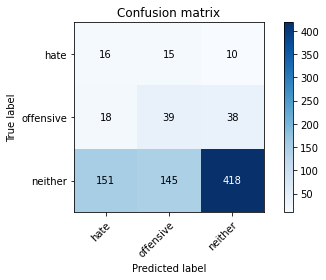 Confusion matrix
True label
hate 16 15 10
offensive 18 39 38
neither 151 145 418
hate offensive neither
Predicted label
400
350
300
250
200
150
100
50